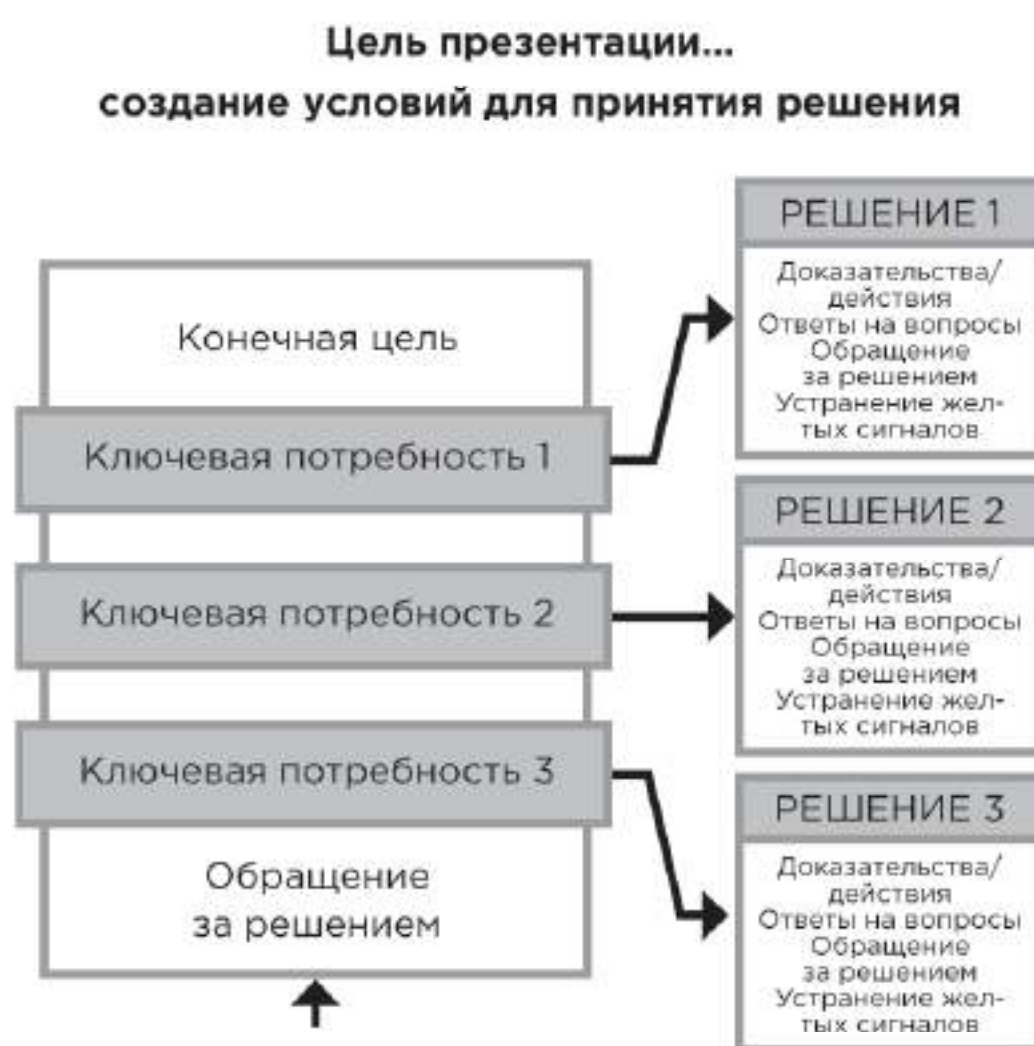 Цель презентации...
создание условий для принятия решения
Конечная цель
Ключевая потребность 1
Ключевая потребность 2
Ключевая потребность 3
Обращение
за решением
РЕШЕНИЕ 1
Доказательства/
действия
Ответы на вопросы
Обращение
за решением
Устранение жел-
тых сигналов
РЕШЕНИЕ 2
Доказательства/
действия
Ответы на вопросы
Обращение
за решением
Устранение жел-
тых сигналов
РЕШЕНИЕ 3
Доказательства/
действия
Ответы на вопросы
Обращение
за решением
Устранение жел-
тых сигналов